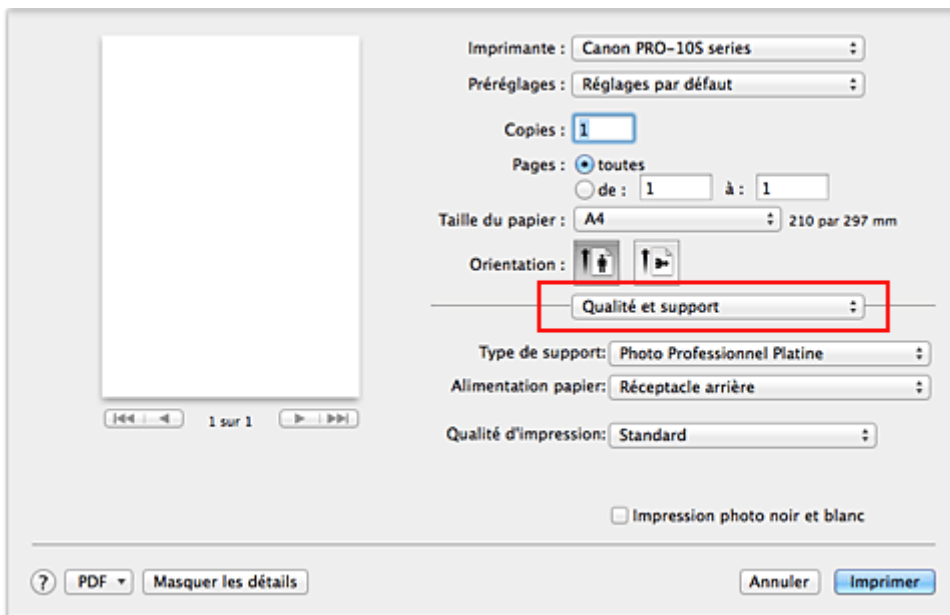 Imprimante : Canon PRO-10S series
Préréglages : Réglages par défaut
Copies : 1
Pages : toutes
de : 1 à : 1
Taille du papier : A4 210 par 297 mm
Orientation :
Qualité et support
Type de support: Photo Professionnel Platine
Alimentation papier: Réceptacle arrière
1 sur 1
Qualité d'impression: Standard
Impression photo noir et blanc
? PDF Masquer les détails Annuler Imprimer